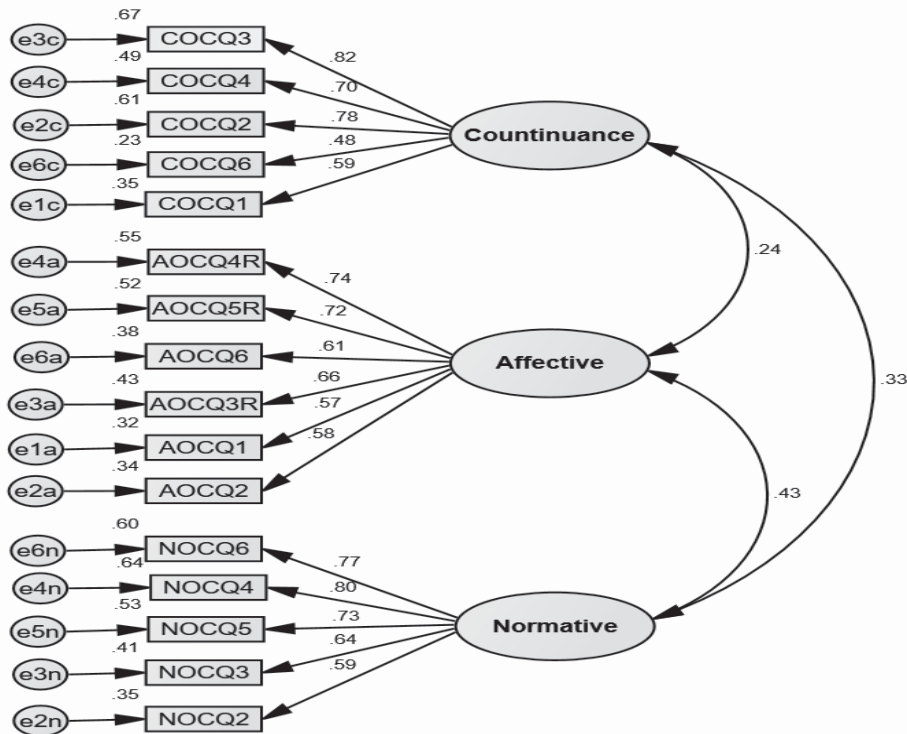 .67
e3c COCQ3
.82
.49
e4c COCQ4
.70
.61
e2c COCQ2
.78
Countinuance
.23
e6c COCQ6
.48
.59
.35
e1c COCQ1
.24
.55
e4a AOCQ4R
.74
.52
e5a AOCQ5R
.72
.38
e6a AOCQ6
.61
Affective
.33
.43
e3a AOCQ3R
.66
.57
.32
e1a AOCQ1
.58
.34
e2a AOCQ2
.43
.60
e6n NOCQ6
.77
.64
e4n NOCQ4
.80
.53
e5n NOCQ5
.73
Normative
.41
e3n NOCQ3
.64
.59
.35
e2n NOCQ2